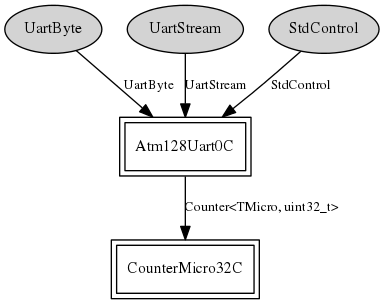 UartByte UartStream StdControl
UartByte UartStream StdControl
Atm128Uart0C
Counter<TMicro, uint32_t>
CounterMicro32C